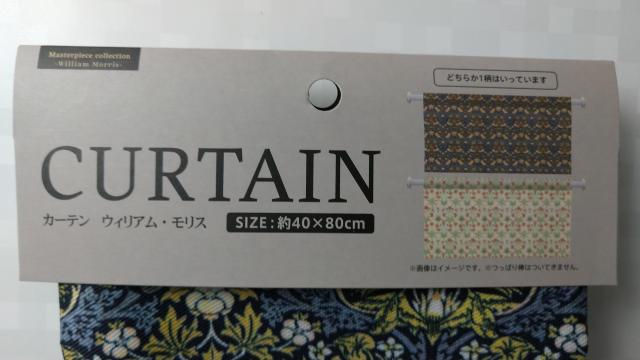 Masterpiece collection
-William Morris-
どちらか1柄はいっています
CURTAIN
カーテン ウィリアム・モリス
SIZE:約40×80cm
※画像はイメージです。※つっぱり棒はついてきません。